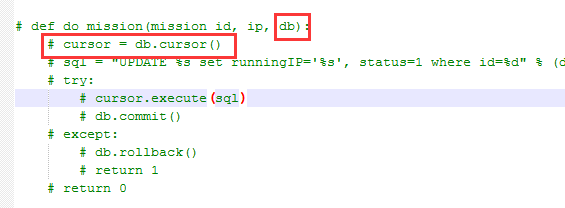 # def do mission(mission id, ip, db):
# cursor = db.cursor()
# sql = "UPDATE %s set runningIP='%s', status=1 where id=%d" % (d
# try:
# cursor.execute(sql)
# db.commit()
# except:
# db.rollback()
# return 1
# return 0